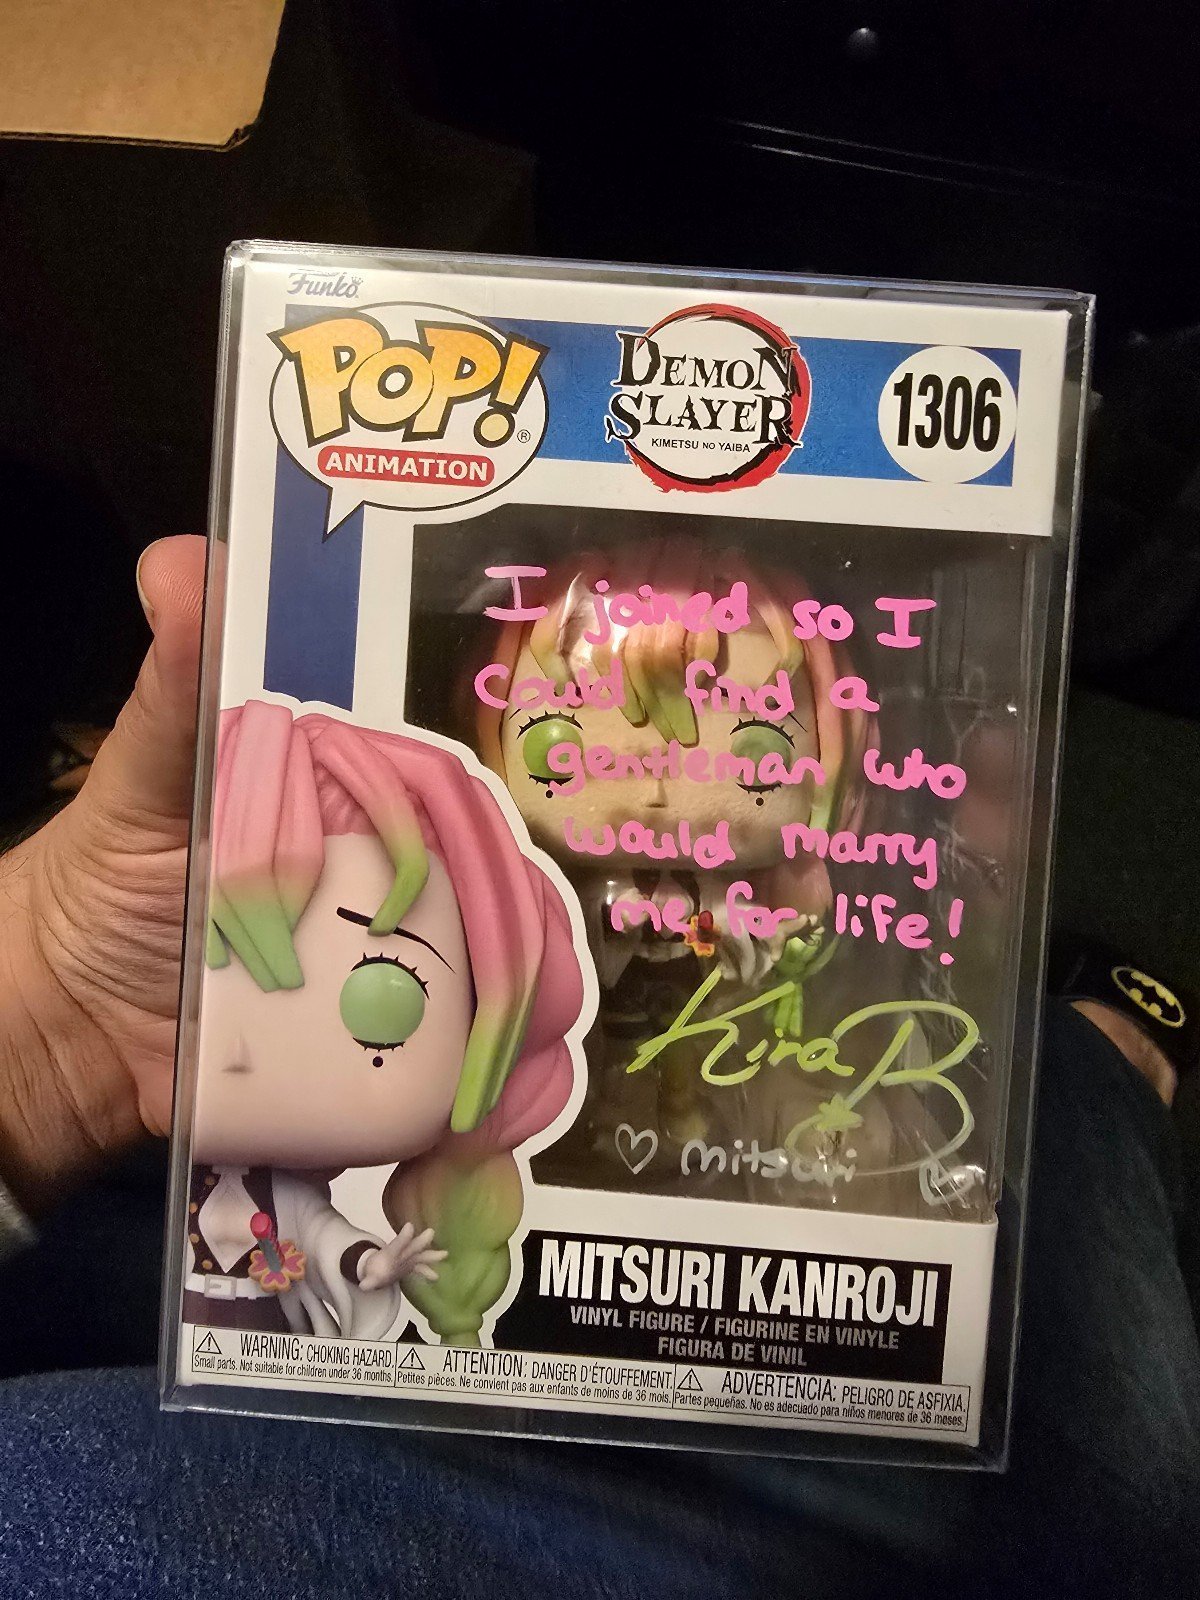 Funko
POP!®
ANIMATION
DEMON
SLAYER
KIMETSU NO YAIBA
1306
I joined so I
Could find a
gentleman who
would marry
me for life!
Kira B
♡ mitsuri ♡
MITSURI KANROJI
VINYL FIGURE / FIGURINE EN VINYLE
FIGURA DE VINIL
WARNING: CHOKING HAZARD.
Small parts. Not suitable for children under 36 months.
ATTENTION: DANGER D'ÉTOUFFEMENT.
Petites pièces. Ne convient pas aux enfants de moins de 36 mois.
ADVERTENCIA: PELIGRO DE ASFIXIA.
Partes pequeñas. No es adecuado para niños menores de 36 meses.